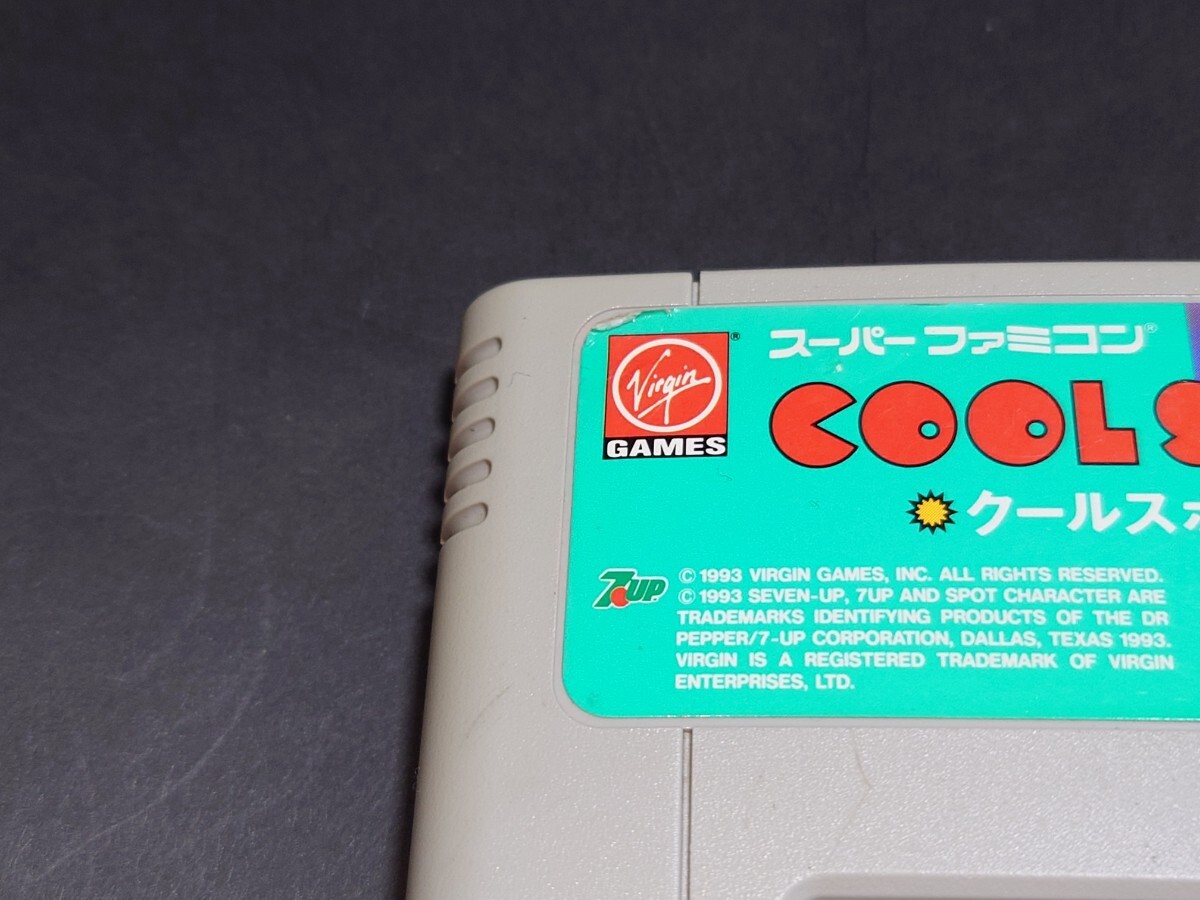 Virgin®
GAMES
スーパーファミコン®
COOL S
クールス
7UP
© 1993 VIRGIN GAMES, INC. ALL RIGHTS RESERVED.
© 1993 SEVEN-UP, 7UP AND SPOT CHARACTER ARE
TRADEMARKS IDENTIFYING PRODUCTS OF THE DR
PEPPER/7-UP CORPORATION, DALLAS, TEXAS 1993.
VIRGIN IS A REGISTERED TRADEMARK OF VIRGIN
ENTERPRISES, LTD.